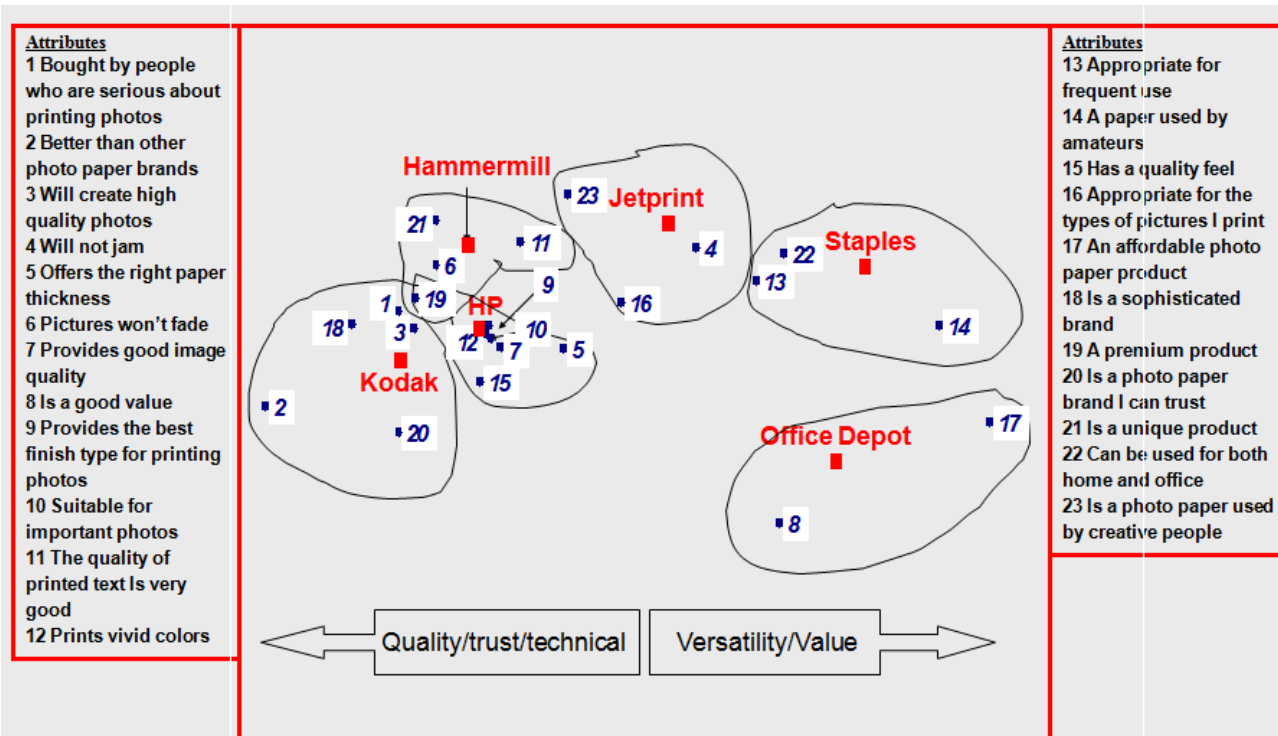 Attributes
1 Bought by people
who are serious about
printing photos
2 Better than other
photo paper brands
3 Will create high
quality photos
4 Will not jam
5 Offers the right paper
thickness
6 Pictures won't fade
7 Provides good image
quality
8 Is a good value
9 Provides the best
finish type for printing
photos
10 Suitable for
important photos
11 The quality of
printed text Is very
good
12 Prints vivid colors
Hammermill
23
Jetprint
21
11
4
22
Staples
6
9
13
19
HP
16
1
18
3
12
10
14
7
5
Kodak
15
2
20
17
Office Depot
8
Quality/trust/technical
Versatility/Value
Attributes
13 Appropriate for
frequent use
14 A paper used by
amateurs
15 Has a quality feel
16 Appropriate for the
types of pictures I print
17 An affordable photo
paper product
18 Is a sophisticated
brand
19 A premium product
20 Is a photo paper
brand I can trust
21 Is a unique product
22 Can be used for both
home and office
23 Is a photo paper used
by creative people